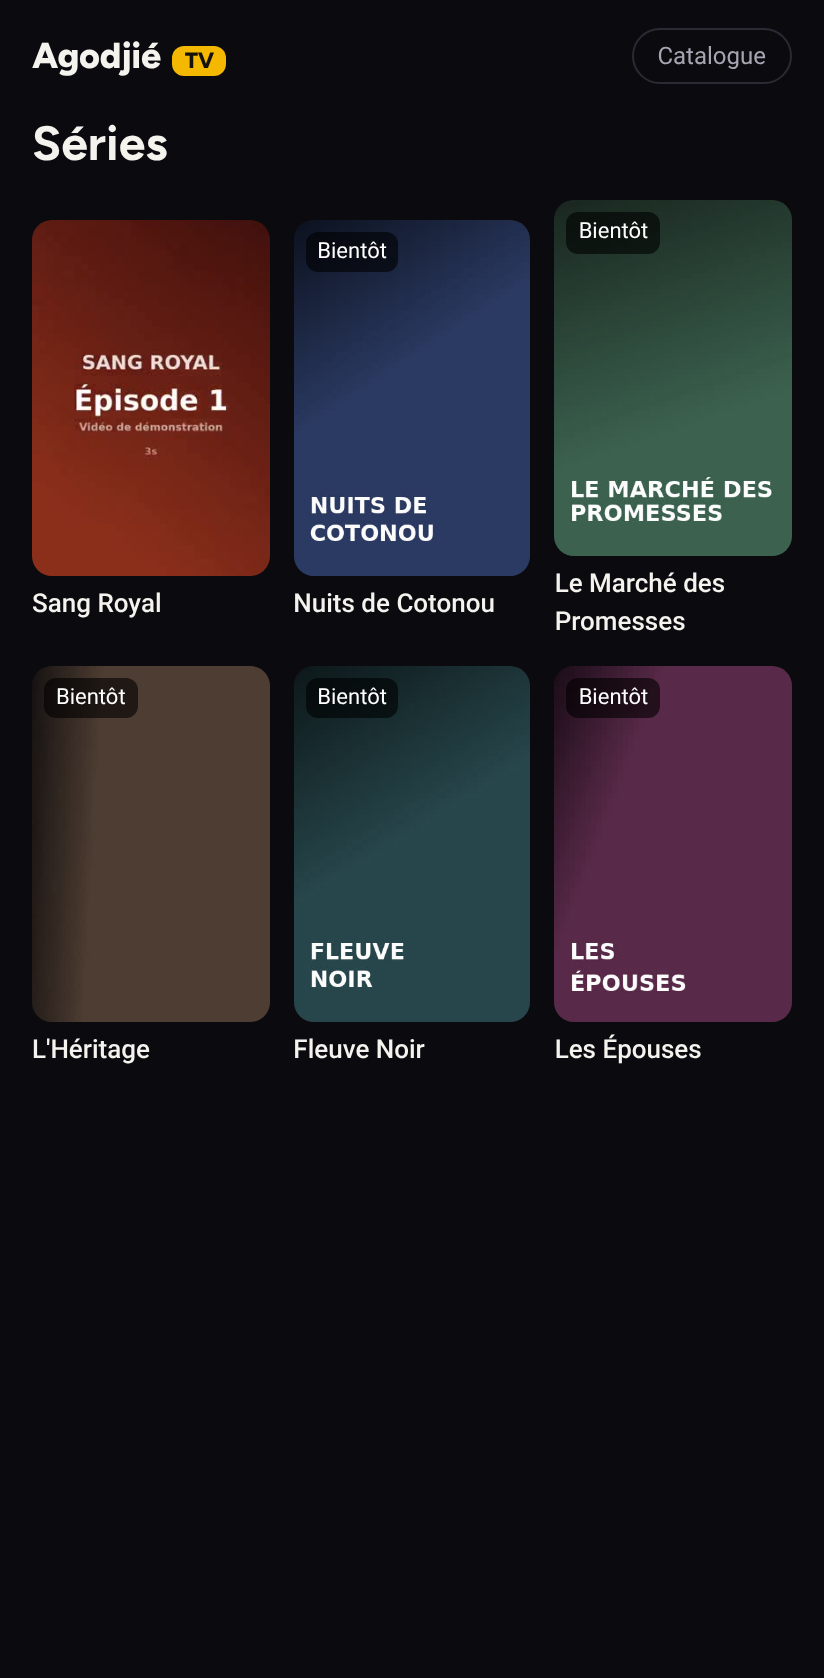 Agodjié TV
Catalogue
Séries
SANG ROYAL
Épisode 1
Vidéo de démonstration
3s
Sang Royal
Bientôt
NUITS DE
COTONOU
Nuits de Cotonou
Bientôt
LE MARCHÉ DES
PROMESSES
Le Marché des
Promesses
Bientôt
L'Héritage
Bientôt
FLEUVE
NOIR
Fleuve Noir
Bientôt
LES
ÉPOUSES
Les Épouses